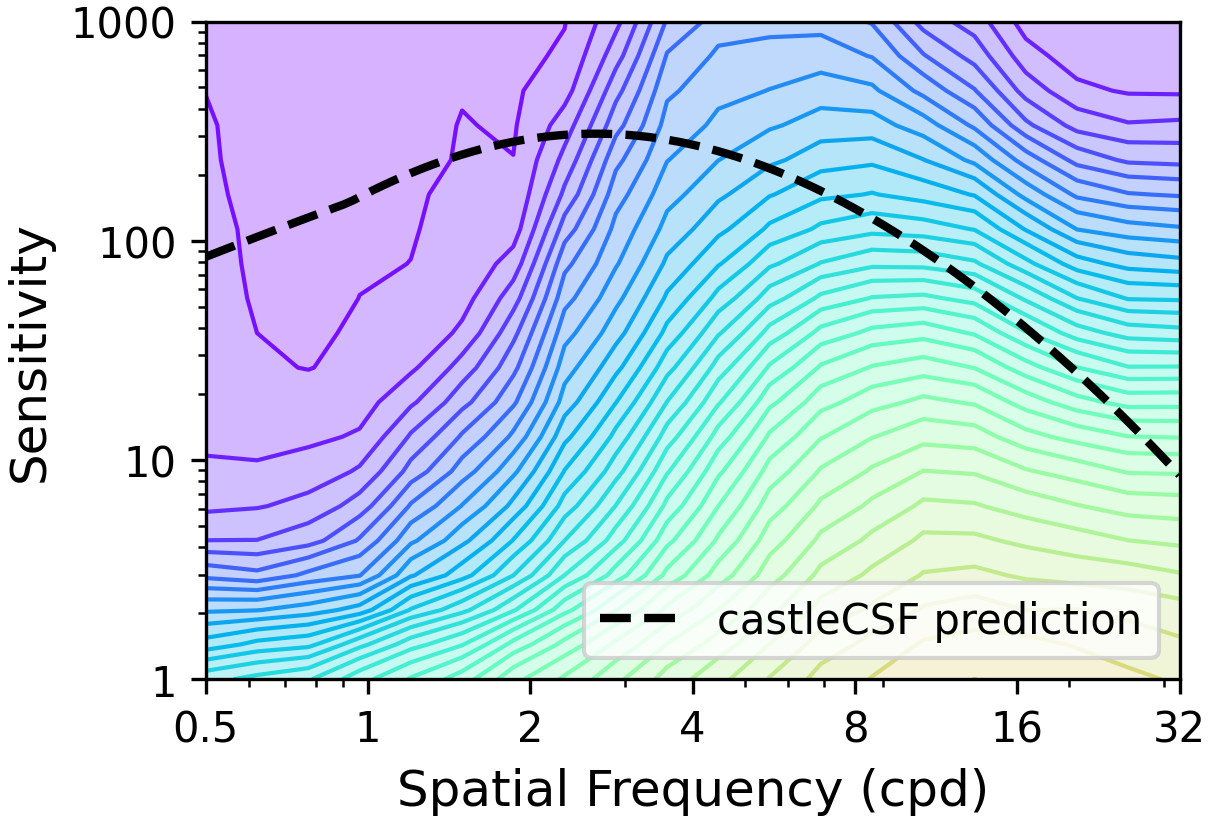 1000
100
10
1
Sensitivity
castleCSF prediction
0.5 1 2 4 8 16 32
Spatial Frequency (cpd)